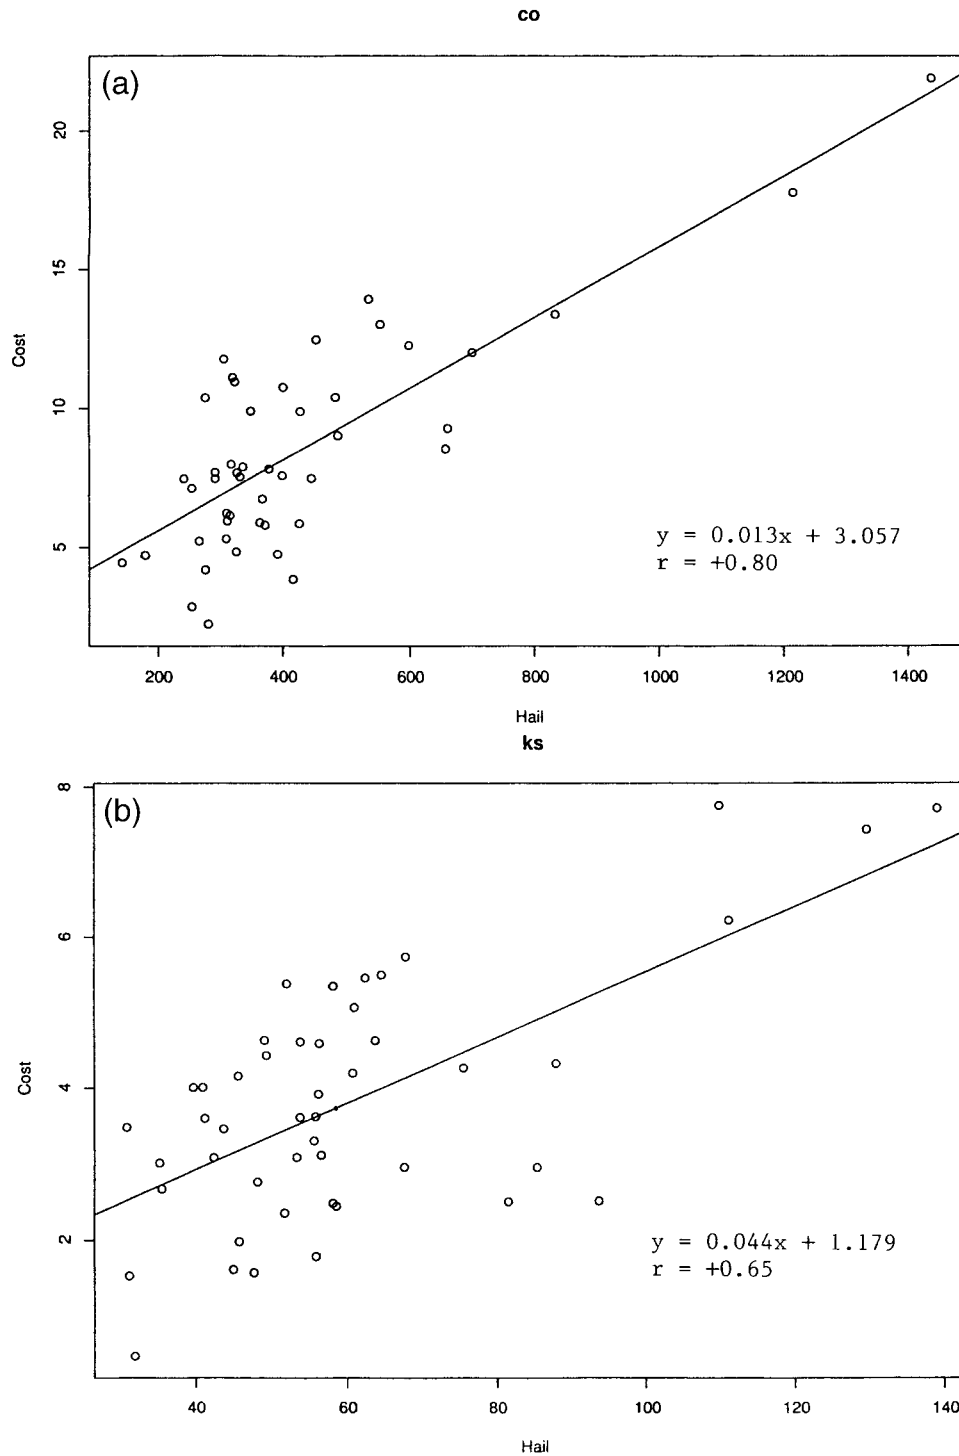 co
(a)
20
15
10
5
Cost
y = 0.013x + 3.057
r = +0.80
200 400 600 800 1000 1200 1400
Hail
ks
(b)
8
6
4
2
Cost
y = 0.044x + 1.179
r = +0.65
40 60 80 100 120 140
Hail